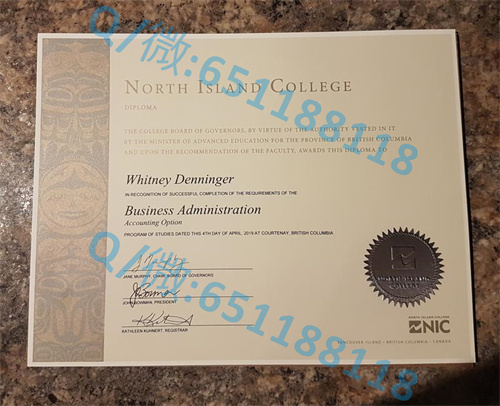 Q/微:651188118
NORTH ISLAND COLLEGE
DIPLOMA
THE COLLEGE BOARD OF GOVERNORS, BY VIRTUE OF THE AUTHORITY VESTED IN IT
BY THE MINISTER OF ADVANCED EDUCATION FOR THE PROVINCE OF BRITISH COLUMBIA
AND UPON THE RECOMMENDATION OF THE FACULTY, AWARDS THIS DIPLOMA TO
Whitney Denninger
IN RECOGNITION OF SUCCESSFUL COMPLETION OF THE REQUIREMENTS OF THE
Business Administration
Accounting Option
PROGRAM OF STUDIES DATED THIS 4TH DAY OF APRIL, 2019 AT COURTENAY, BRITISH COLUMBIA
JANE MURPHY, CHAIR BOARD OF GOVERNORS
JOHN BOWMAN, PRESIDENT
KATHLEEN KUHNERT, REGISTRAR
Q/微:651188118
NORTH ISLAND
COLLEGE
NORTH ISLAND COLLEGE
NIC
VANCOUVER ISLAND • BRITISH COLUMBIA • CANADA